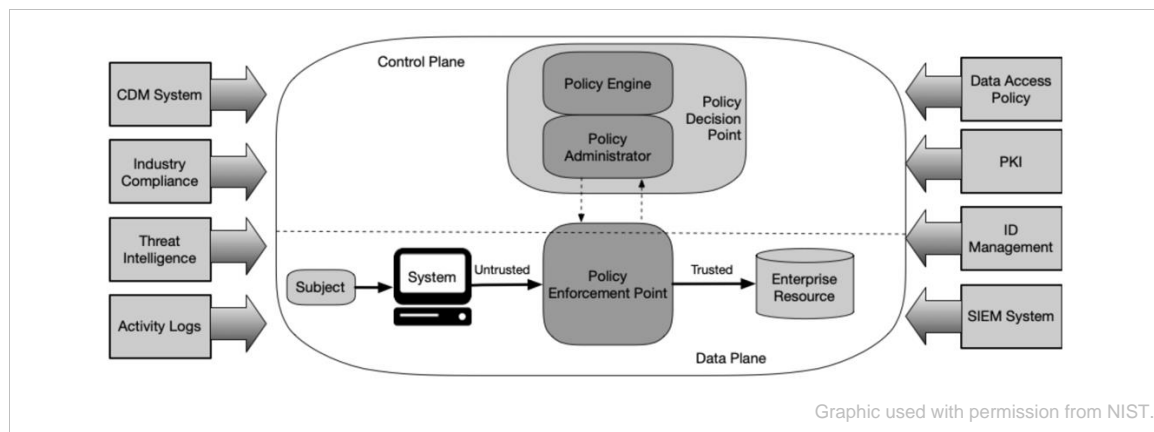 Control Plane
CDM System
Industry
Compliance
Threat
Intelligence
Activity Logs
Policy Engine
Policy
Administrator
Policy
Decision
Point
Subject
System
Untrusted
Policy
Enforcement Point
Trusted
Enterprise
Resource
Data Plane
Data Access
Policy
PKI
ID
Management
SIEM System
Graphic used with permission from NIST.